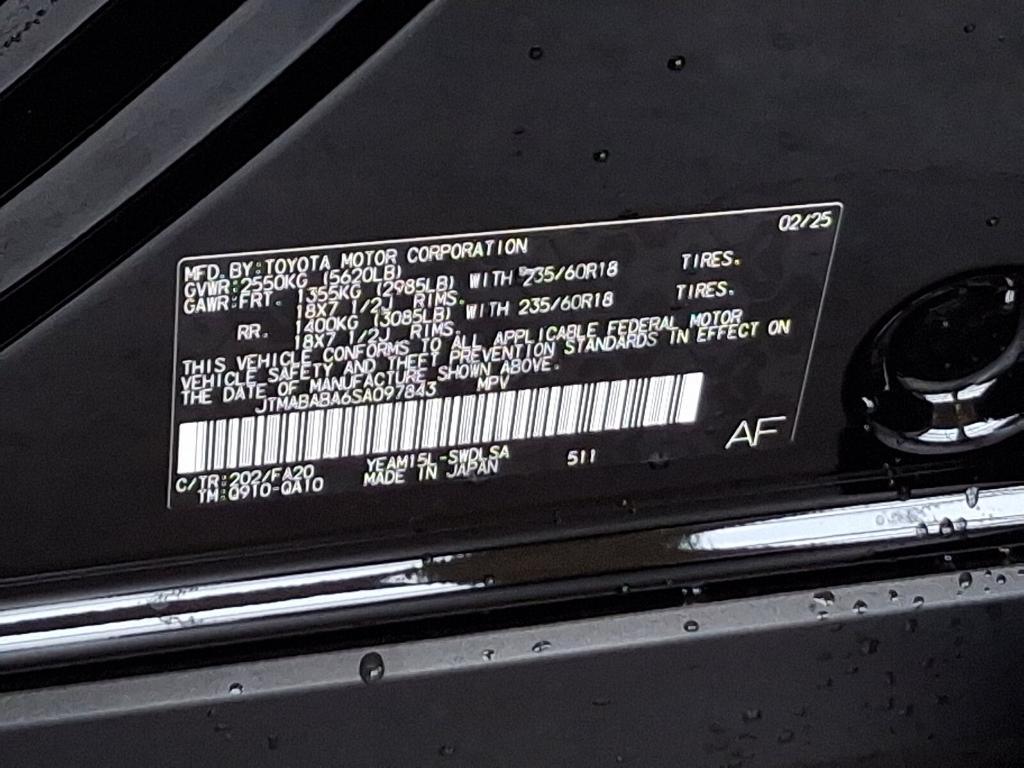 MFD. BY: TOYOTA MOTOR CORPORATION 02/25
GVWR: 2550KG (5620LB)
GAWR: FRT. 1355KG (2985LB) WITH 235/60R18 TIRES.
18X7 1/2J RIMS.
RR. 1400KG (3085LB) WITH 235/60R18 TIRES.
18X7 1/2J RIMS.
THIS VEHICLE CONFORMS TO ALL APPLICABLE FEDERAL MOTOR
VEHICLE SAFETY AND THEFT PREVENTION STANDARDS IN EFFECT ON
THE DATE OF MANUFACTURE SHOWN ABOVE.
JTMABABA6SA097843 MPV
C/TR: 202/FA20 YEAM15L-SWDLSA 511 AF
TM: Q910-QA10 MADE IN JAPAN